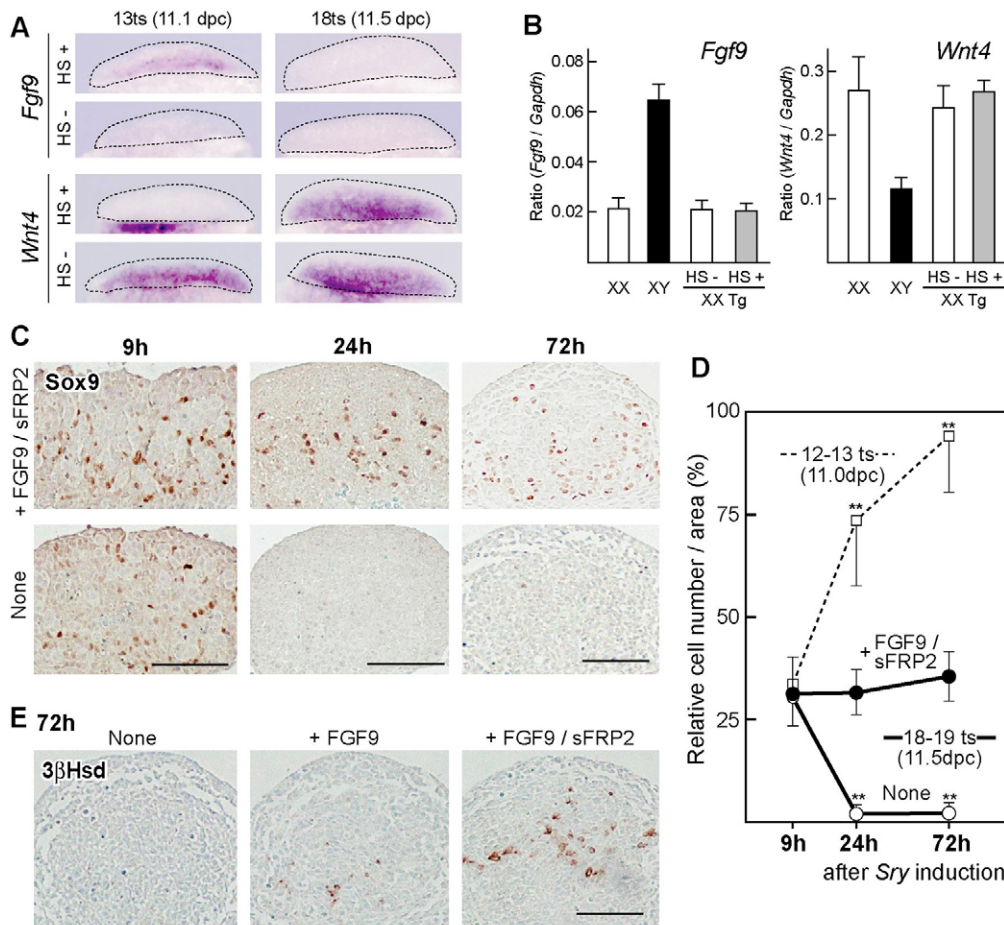 A
13ts (11.1 dpc)
18ts (11.5 dpc)
Fgf9
HS +
HS -
Wnt4
HS +
HS -
B
Fgf9
Ratio (Fgf9 / Gapdh)
0.08
0.06
0.04
0.02
XX
XY
HS - HS +
XX Tg
Wnt4
Ratio (Wnt4 / Gapdh)
0.3
0.2
0.1
XX
XY
HS - HS +
XX Tg
C
9h
24h
72h
+ FGF9 / sFRP2
Sox9
None
D
Relative cell number / area (%)
100
75
50
25
12-13 ts
(11.0dpc)
**
**
+ FGF9 /
sFRP2
18-19 ts
(11.5dpc)
None
**
**
9h
24h
72h
after Sry induction
E
72h
None
+ FGF9
+ FGF9 / sFRP2
3βHsd